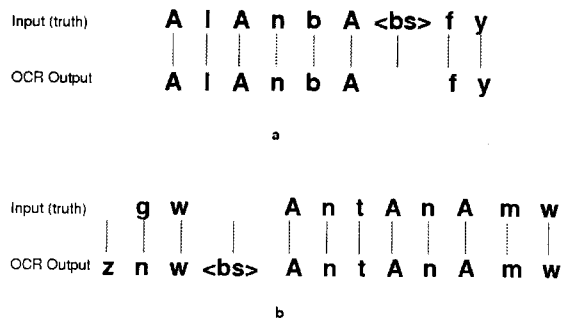 Input (truth) A l A n b A <bs> f y
OCR Output A l A n b A f y
a
Input (truth) g w A n t A n A m w
OCR Output z n w <bs> A n t A n A m w
b